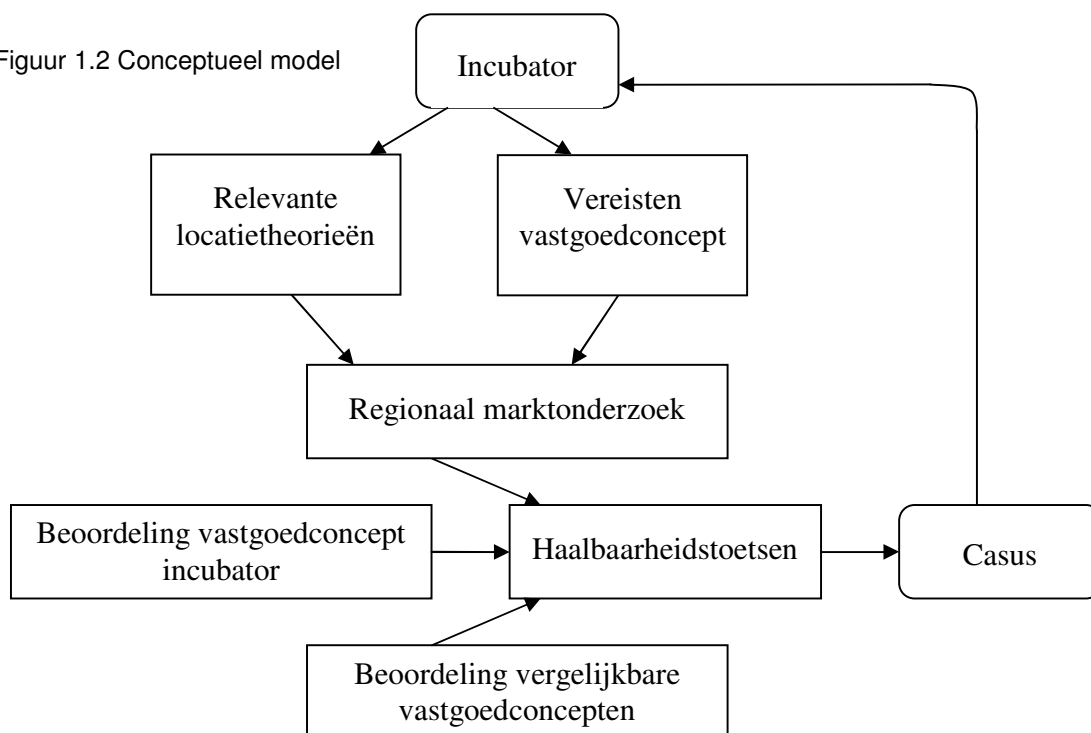 Figuur 1.2 Conceptueel model
Incubator
Relevante
locatietheorieën
Vereisten
vastgoedconcept
Regionaal marktonderzoek
Beoordeling vastgoedconcept
incubator
Haalbaarheidstoetsen
Casus
Beoordeling vergelijkbare
vastgoedconcepten